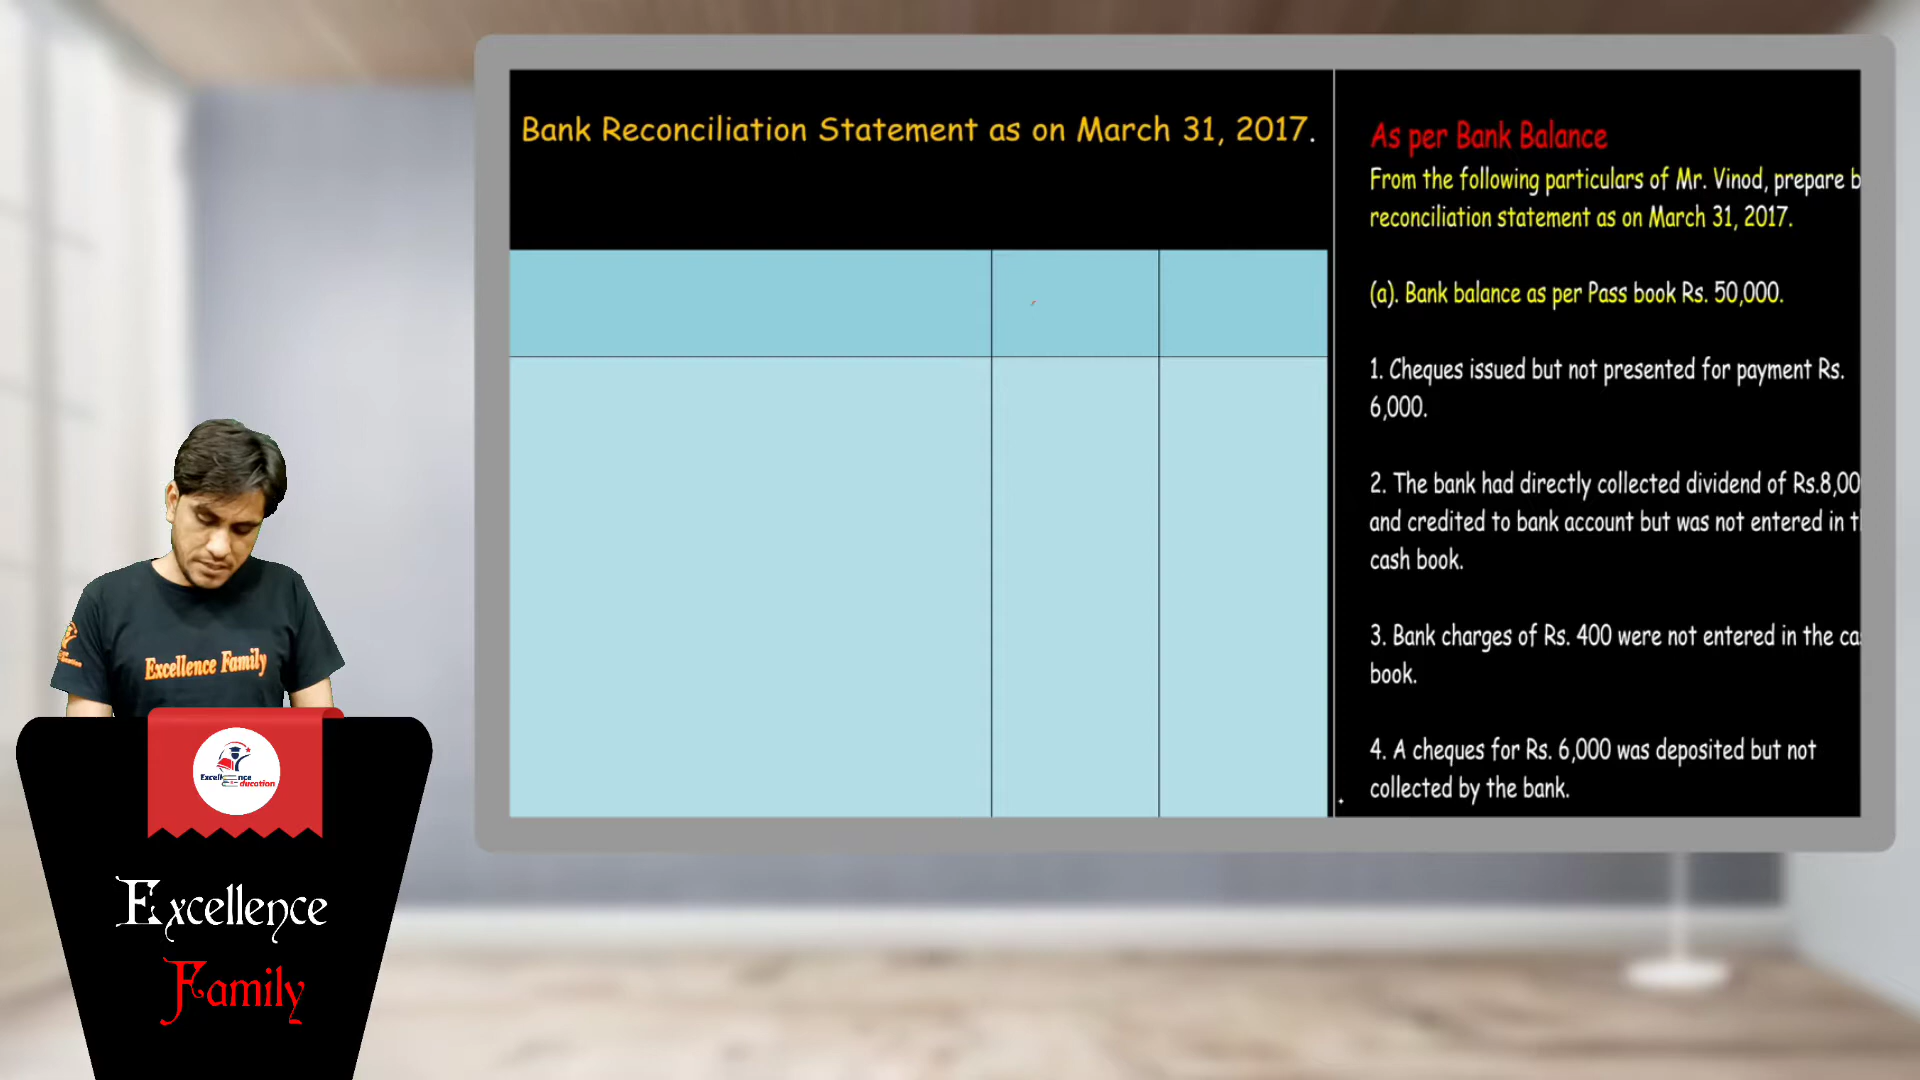 Bank Reconciliation Statement as on March 31, 2017.
As per Bank Balance
From the following particulars of Mr. Vinod, prepare b
reconciliation statement as on March 31, 2017.
(a). Bank balance as per Pass book Rs. 50,000.
1. Cheques issued but not presented for payment Rs.
6,000.
2. The bank had directly collected dividend of Rs.8,00
and credited to bank account but was not entered in t
cash book.
3. Bank charges of Rs. 400 were not entered in the ca
book.
4. A cheques for Rs. 6,000 was deposited but not
collected by the bank.
Excellence Family
Excellence
Education
Excellence
Family